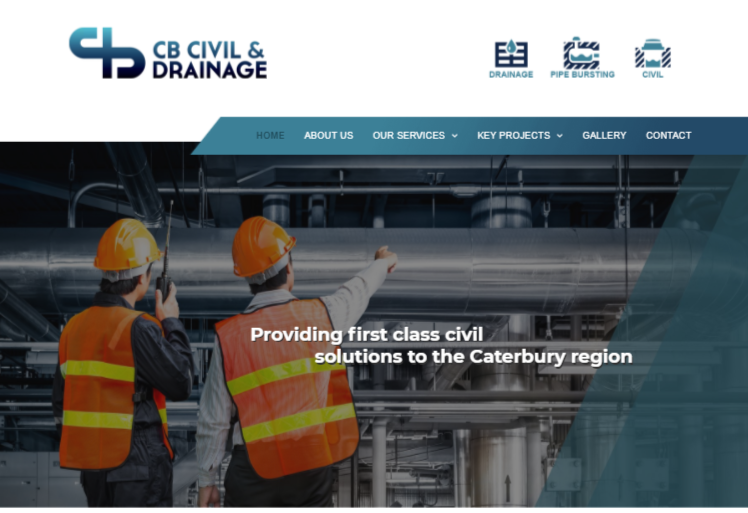 CB CIVIL &
DRAINAGE
DRAINAGE
PIPE BURSTING
CIVIL
HOME
ABOUT US
OUR SERVICES
KEY PROJECTS
GALLERY
CONTACT
Providing first class civil
solutions to the Caterbury region